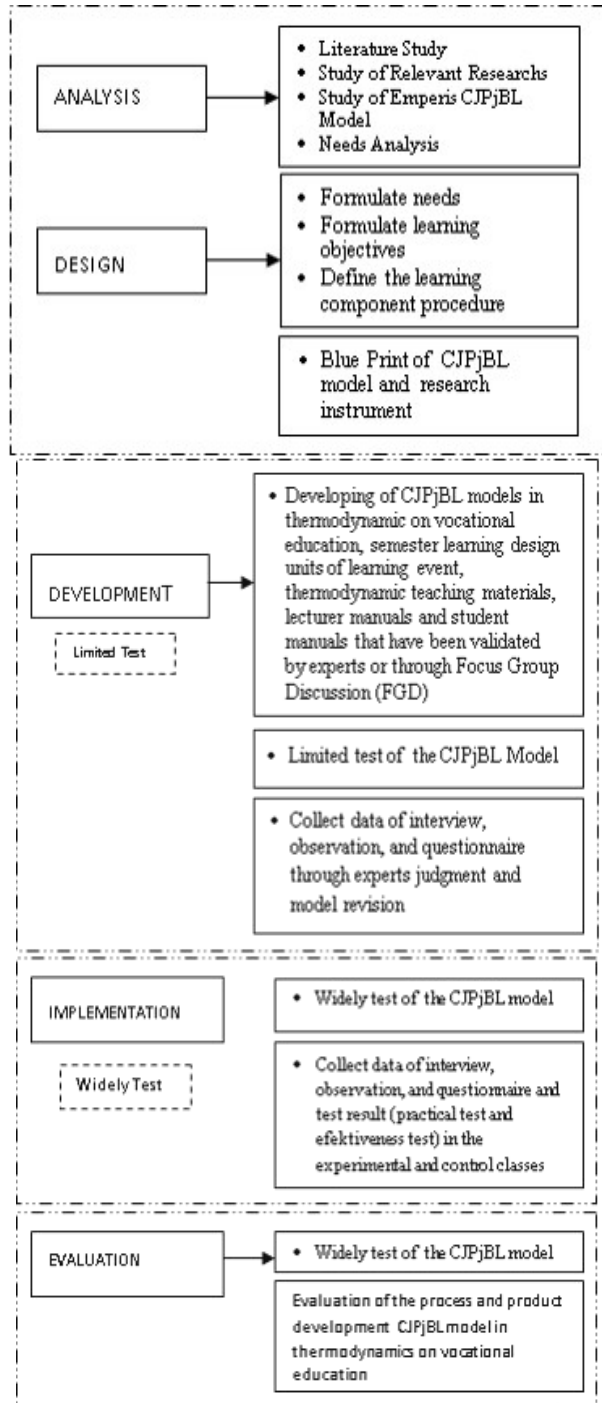 ANALYSIS
• Literature Study
• Study of Relevant Researchs
• Study of Emperis CJPjBL
Model
• Needs Analysis
DESIGN
• Formulate needs
• Formulate learning
objectives
• Define the learning
component procedure
• Blue Print of CJPjBL
model and research
instrument
DEVELOPMENT
Limited Test
• Developing of CJPjBL models in
thermodynamic on vocational
education, semester learning design
units of learning event,
thermodynamic teaching materials,
lecturer manuals and student
manuals that have been validated
by experts or through Focus Group
Discussion (FGD)
• Limited test of the CJPjBL Model
• Collect data of interview,
observation, and questionnaire
through experts judgment and
model revision
IMPLEMENTATION
Widely Test
• Widely test of the CJPjBL model
• Collect data of interview,
observation, and questionnaire and
test result (practical test and
efektiveness test) in the
experimental and control classes
EVALUATION
• Widely test of the CJPjBL model
Evaluation of the process and product
development CJPjBL model in
thermodynamics on vocational
education